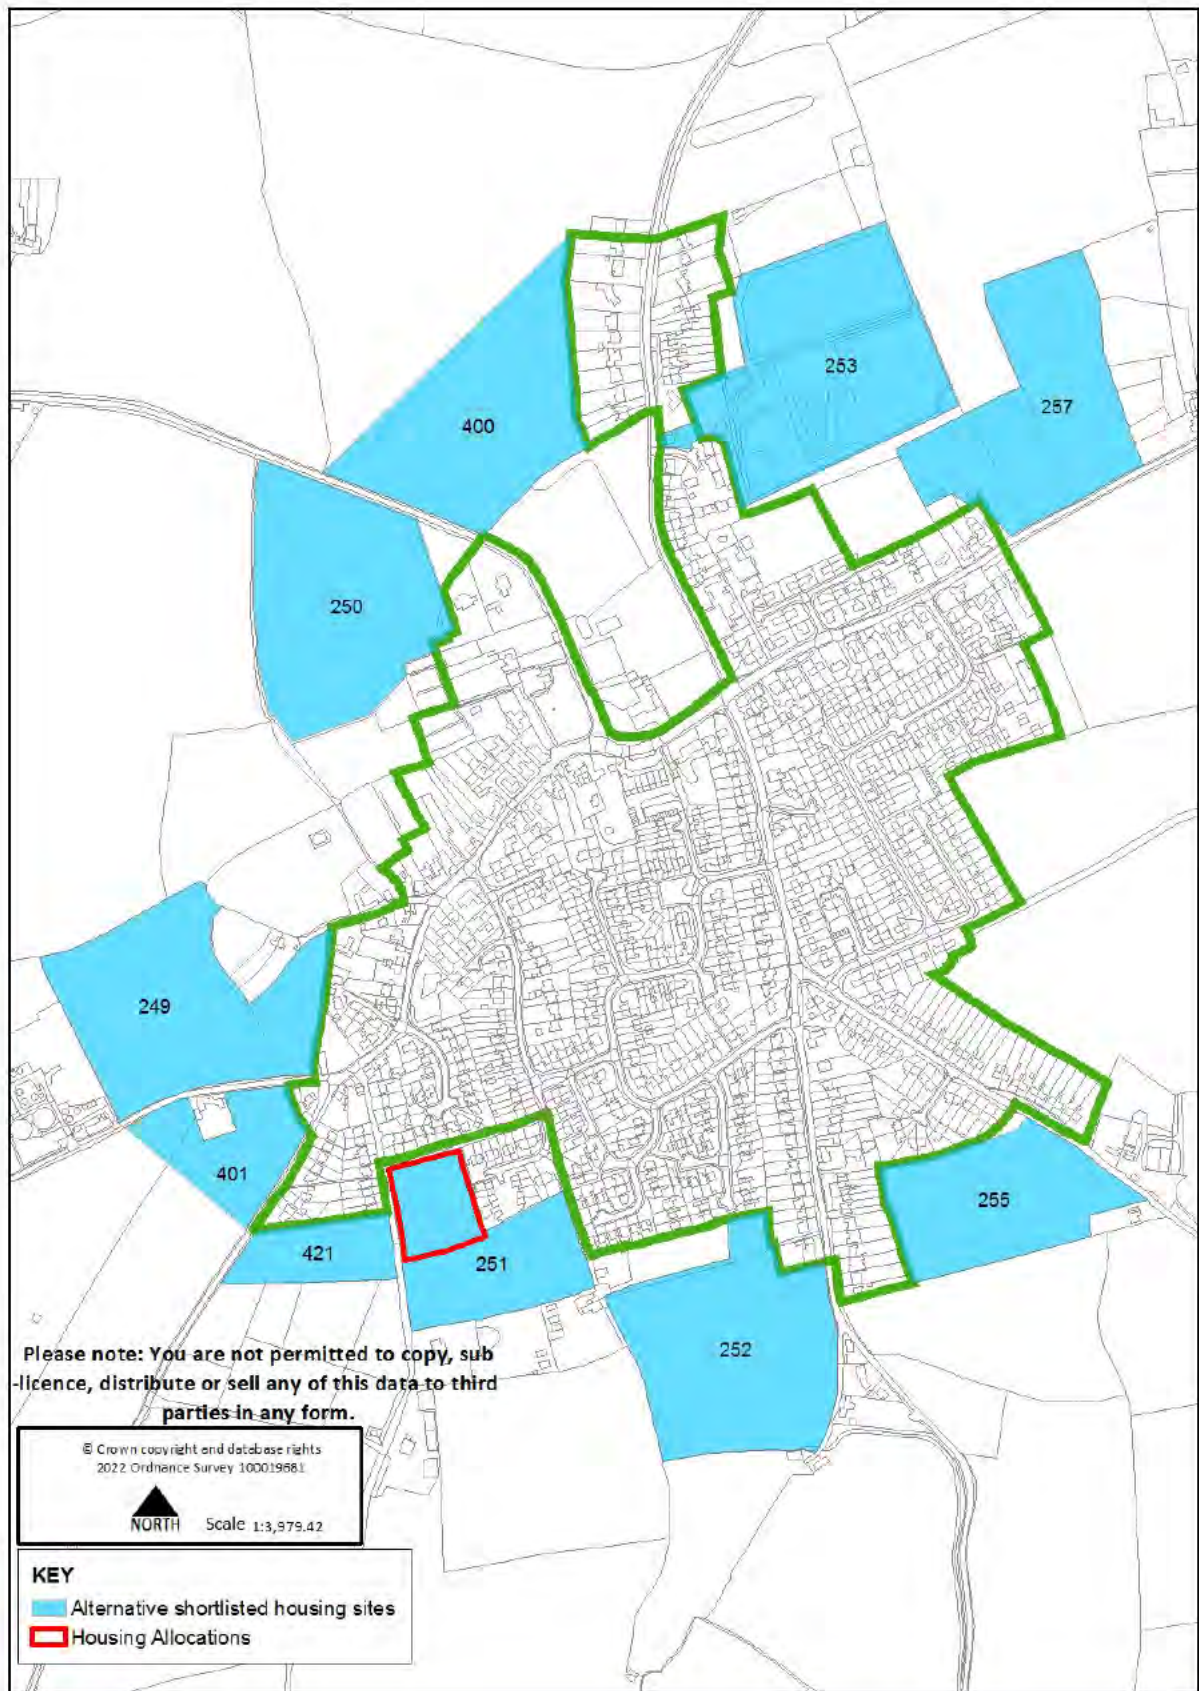 253
257
400
250
249
401
421
251
255
252
Please note: You are not permitted to copy, sub
-licence, distribute or sell any of this data to third
parties in any form.
© Crown copyright and database rights
2022 Ordnance Survey 100019681
NORTH Scale 1:3,979.42
KEY
Alternative shortlisted housing sites
Housing Allocations